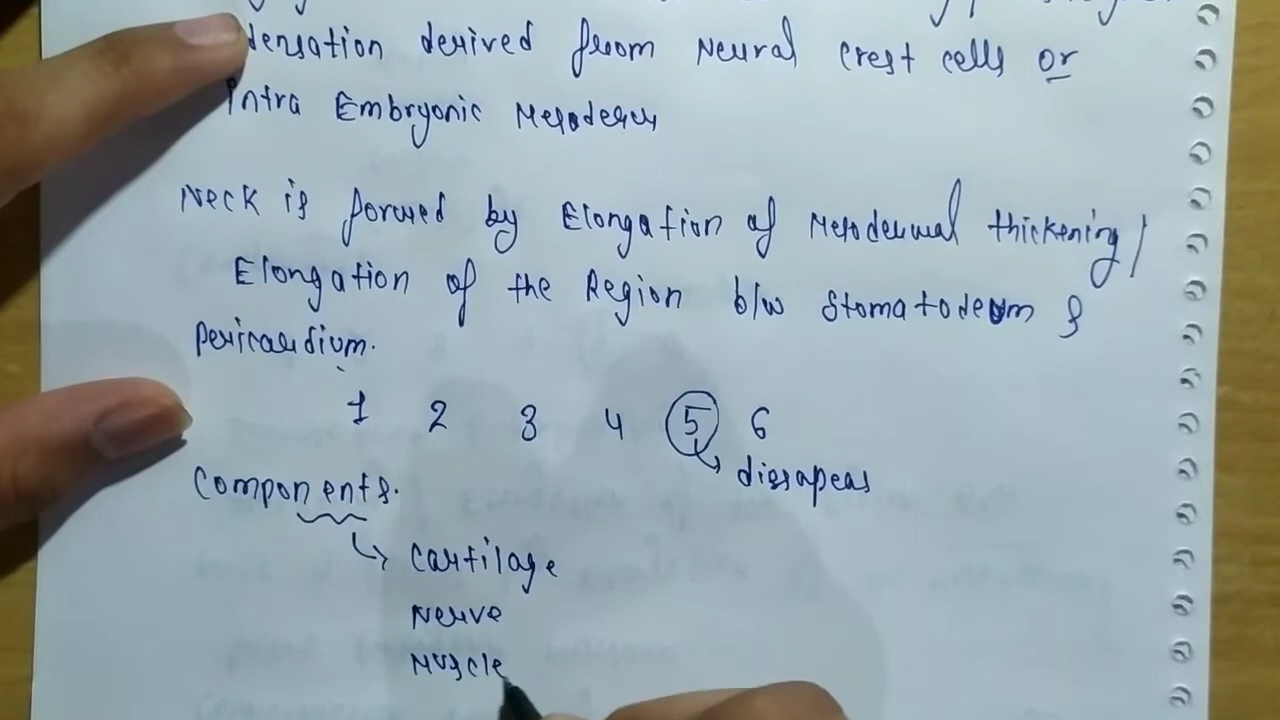 densation derived from Neural crest cells or
Intra Embryonic Mesoderm
Neck is formed by Elongation of Mesodermal thickening/
Elongation of the Region b/w Stomatodeum &
pericardium.
1 2 3 4 5 6
dissapears
Components.
cartilage
Nerve
Muscle